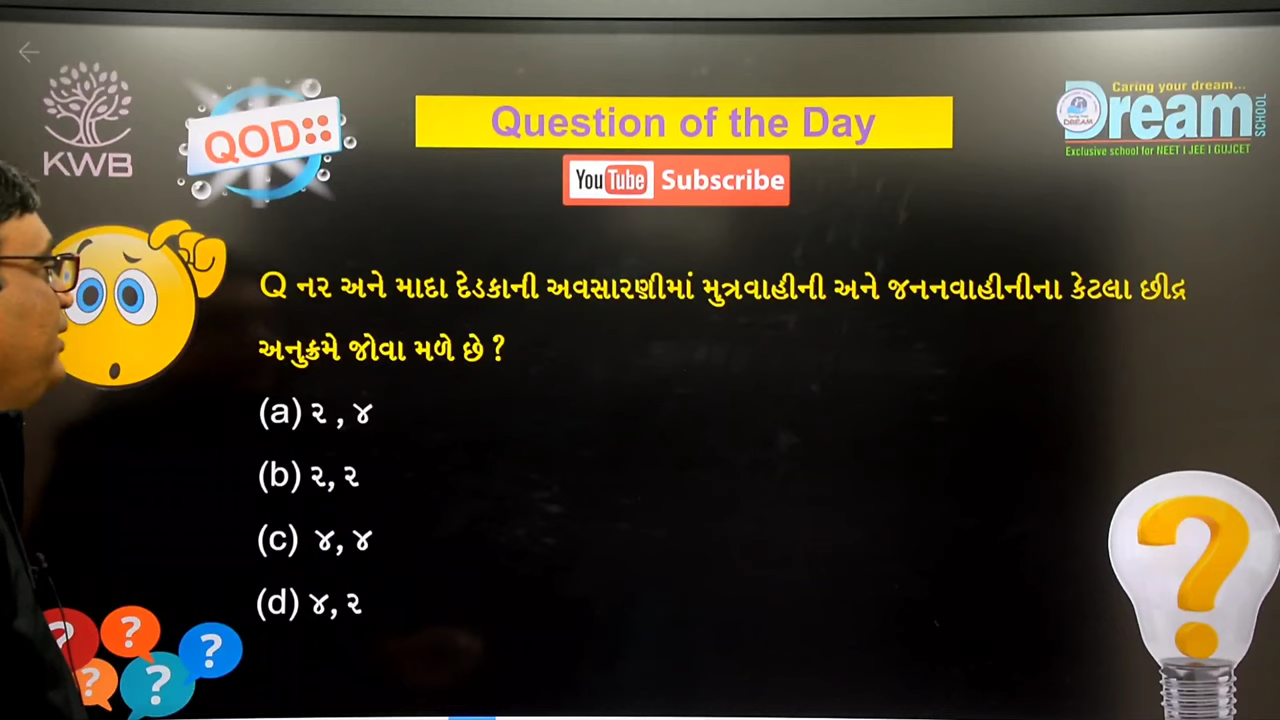 KWB
QOD
Question of the Day
YouTube Subscribe
Caring your dream...
Dream SCHOOL
DREAM
Exclusive school for NEET I JEE I GUJCET
Q નર અને માદા દેડકાની અવસારણીમાં મુત્રવાહીની અને જનનવાહીનીના કેટલા છીદ્ર
અનુક્રમે જોવા મળે છે ?
(a) ૨ , ૪
(b) ૨, ૨
(c) ૪, ૪
(d) ૪, ૨
?
? ? ? ? ?